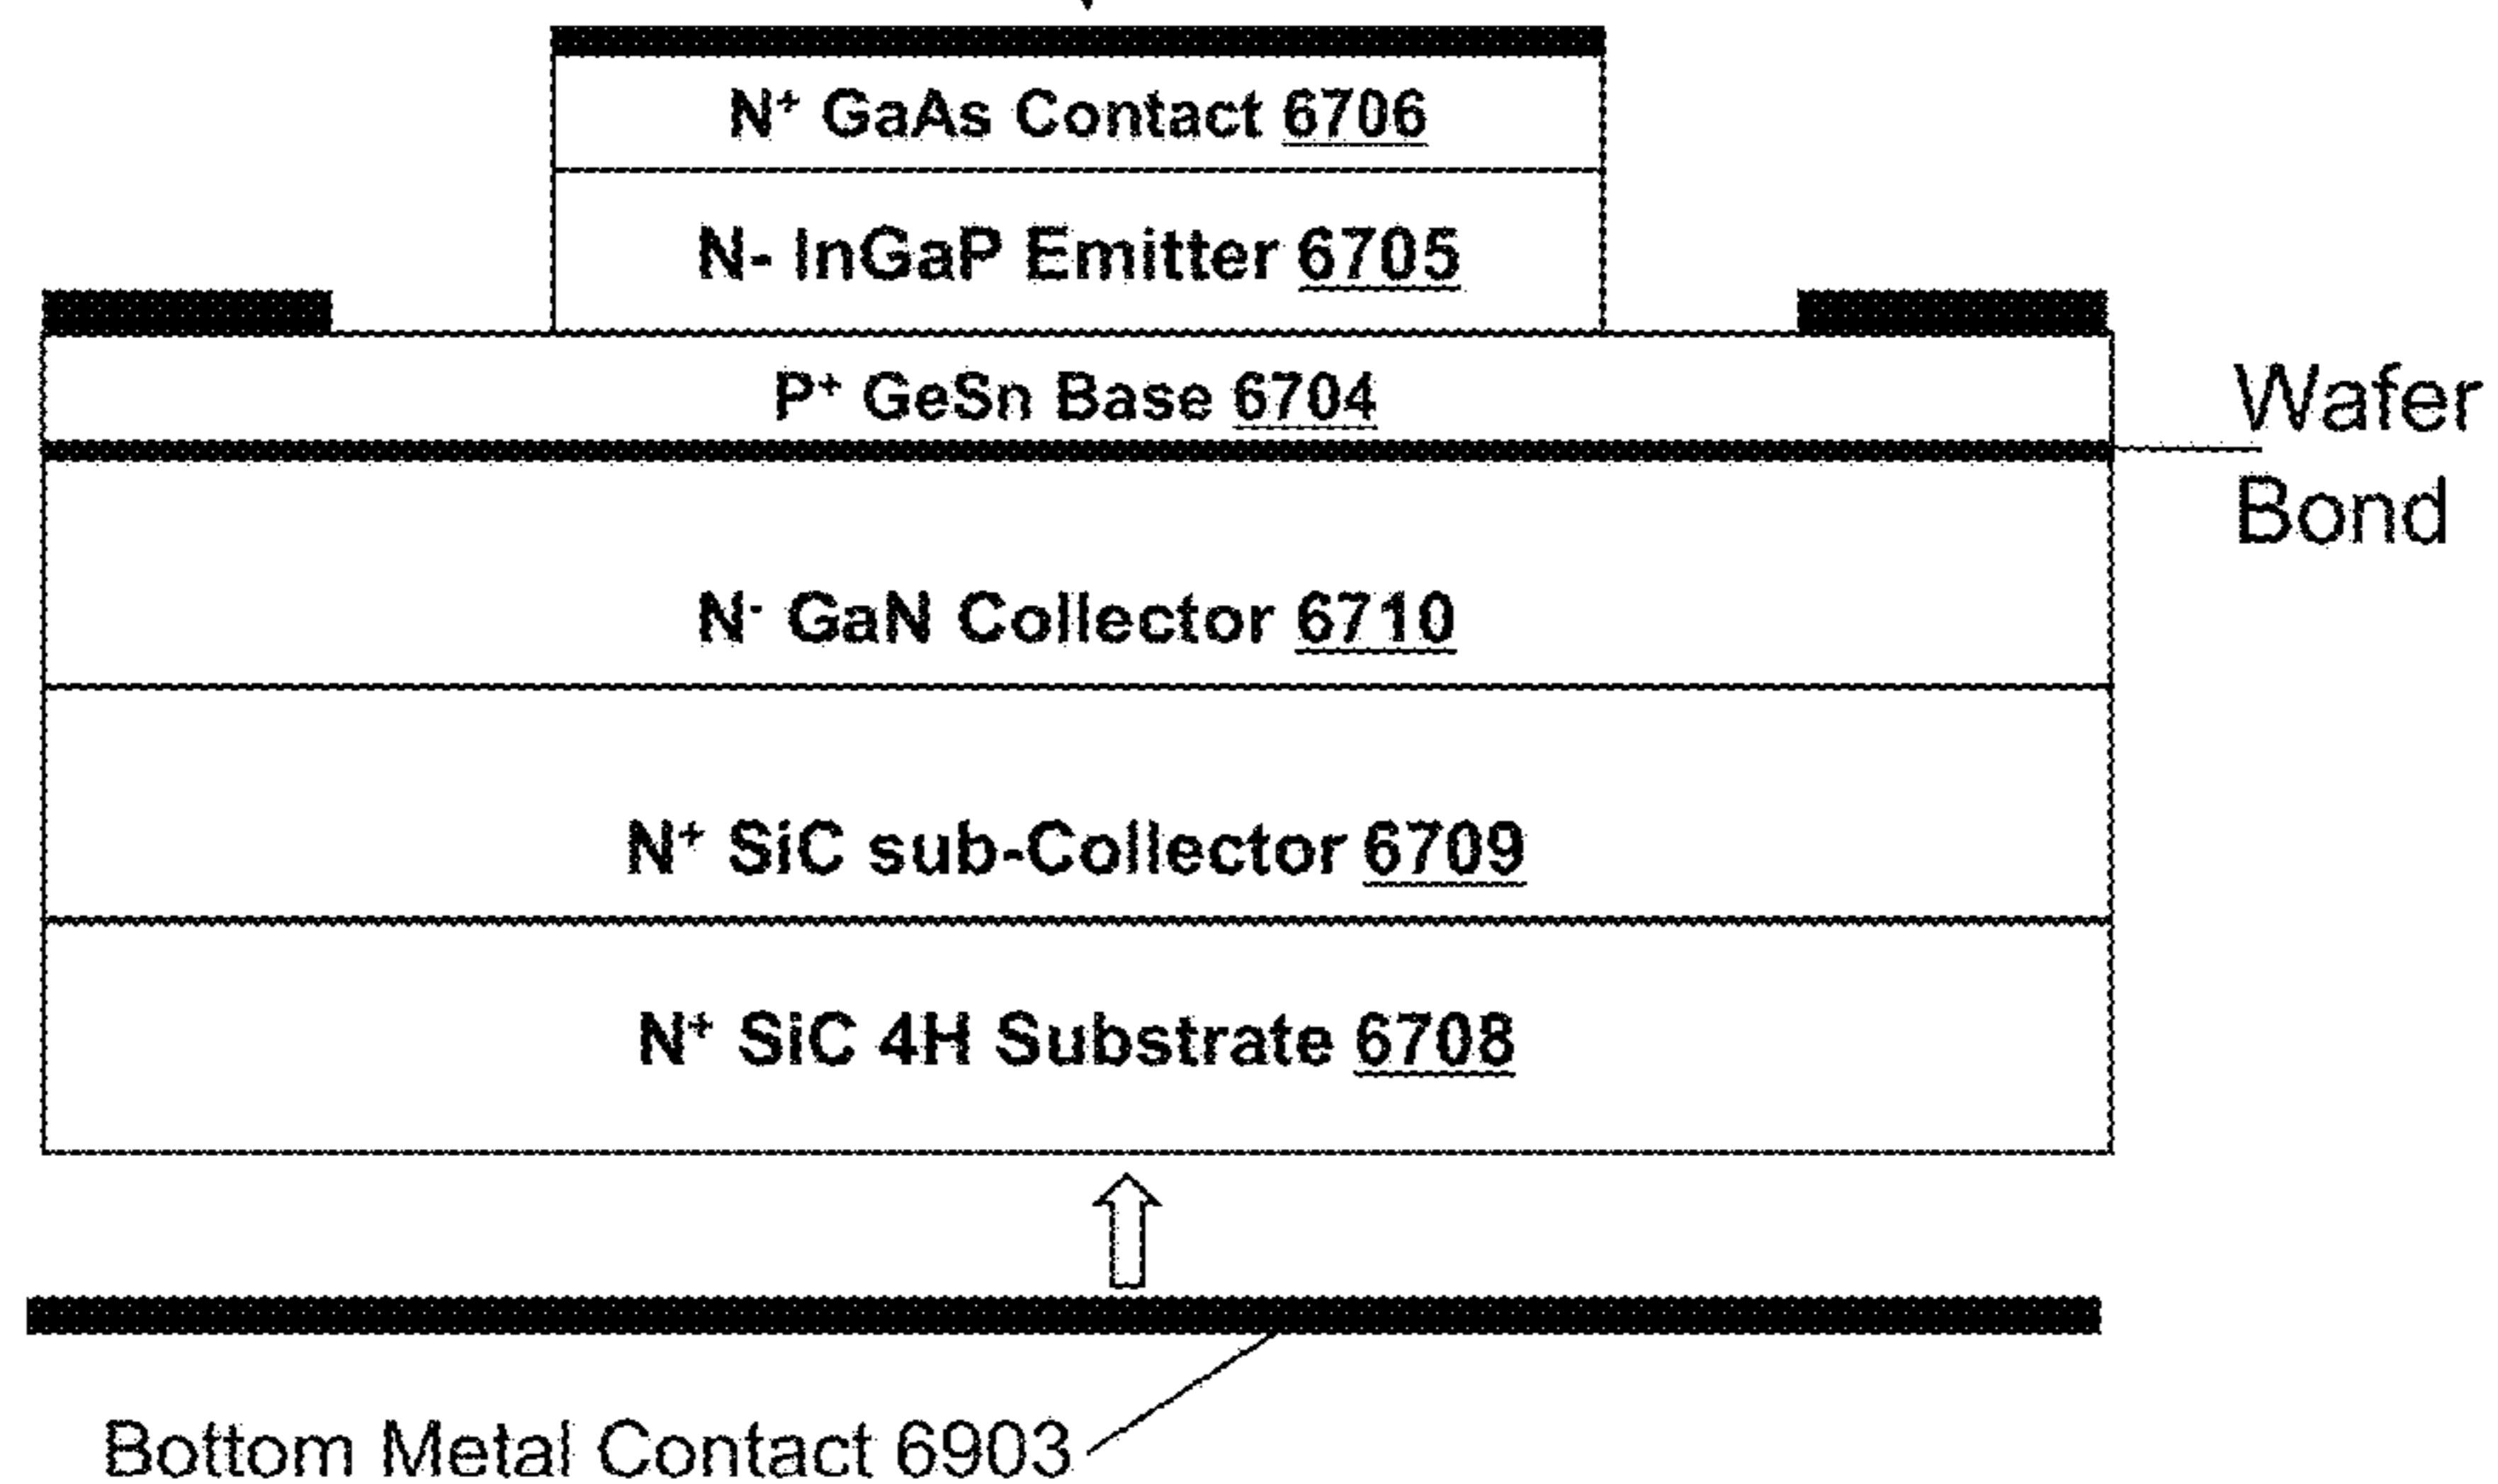 N⁺ GaAs Contact 6706
N- InGaP Emitter 6705
P⁺ GeSn Base 6704
Wafer
Bond
N⁻ GaN Collector 6710
N⁺ SiC sub-Collector 6709
N⁺ SiC 4H Substrate 6708
Bottom Metal Contact 6903